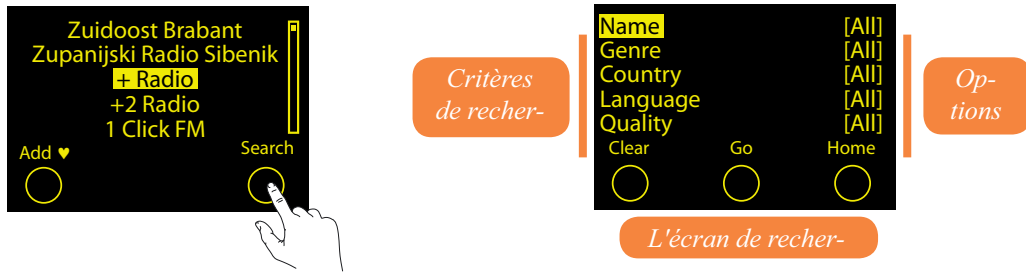 Zuidoost Brabant
Zupanijski Radio Sibenik
+ Radio
+2 Radio
1 Click FM
Add ♥ Search
Critères
de recher-
Name [All]
Genre [All]
Country [All]
Language [All]
Quality [All]
Clear Go Home
Op-
tions
L'écran de recher-